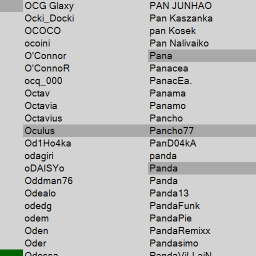 OCG Glaxy
Ocki_Docki
OCOCO
ocoini
O'Connor
O'ConnoR
ocq_000
Octav
Octavia
Octavius
Oculus
Od1Ho4ka
odagiri
oDAISYo
Oddman76
Odealo
odedg
odem
Oden
Oder
Odessa
PAN JUNHAO
Pan Kaszanka
pan Kosek
Pan Nalivaiko
Pana
Panacea
PanacEa.
Panama
Panamo
Pancho
Pancho77
PanD04kA
panda
Panda
Panda
Panda13
PandaFunk
PandaPie
PandaRemixx
Pandasimo
PandaViLLaiN